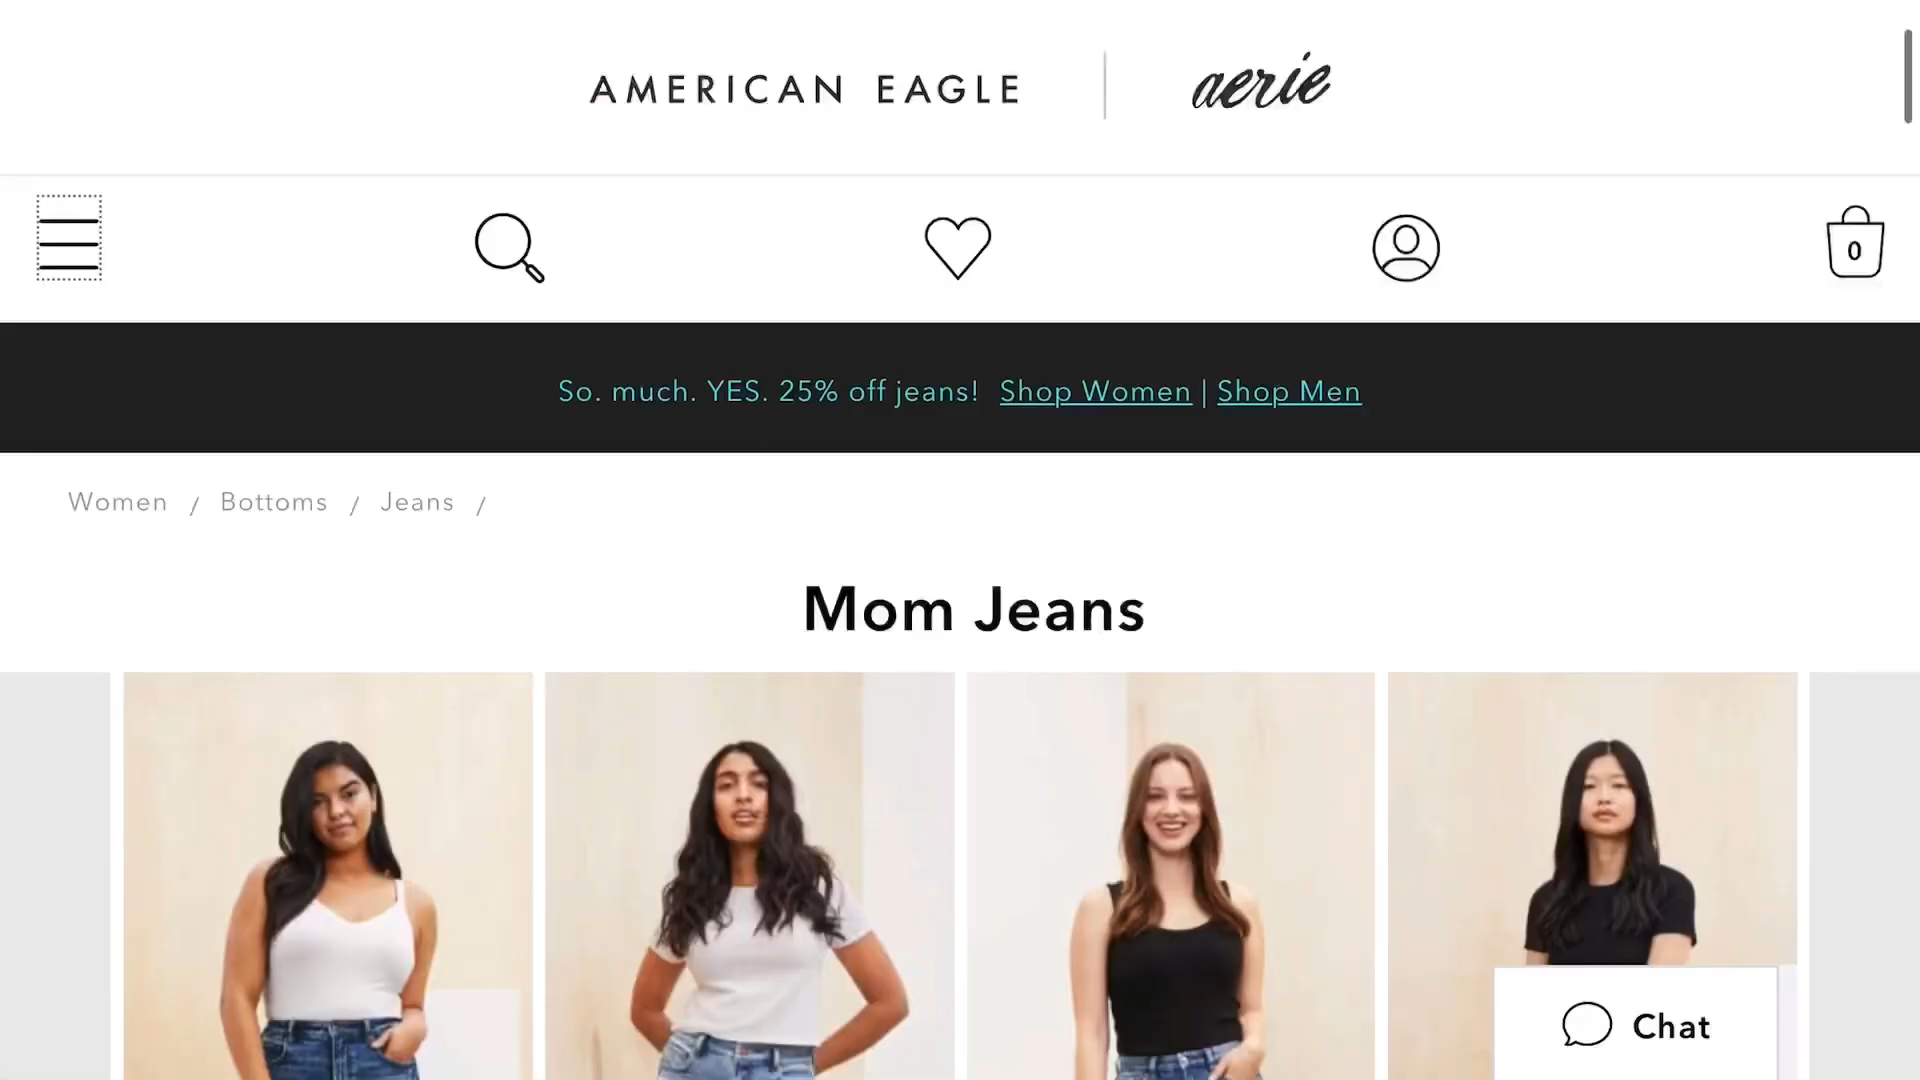 AMERICAN EAGLE | aerie
0
So. much. YES. 25% off jeans! Shop Women | Shop Men
Women / Bottoms / Jeans /
Mom Jeans
Chat